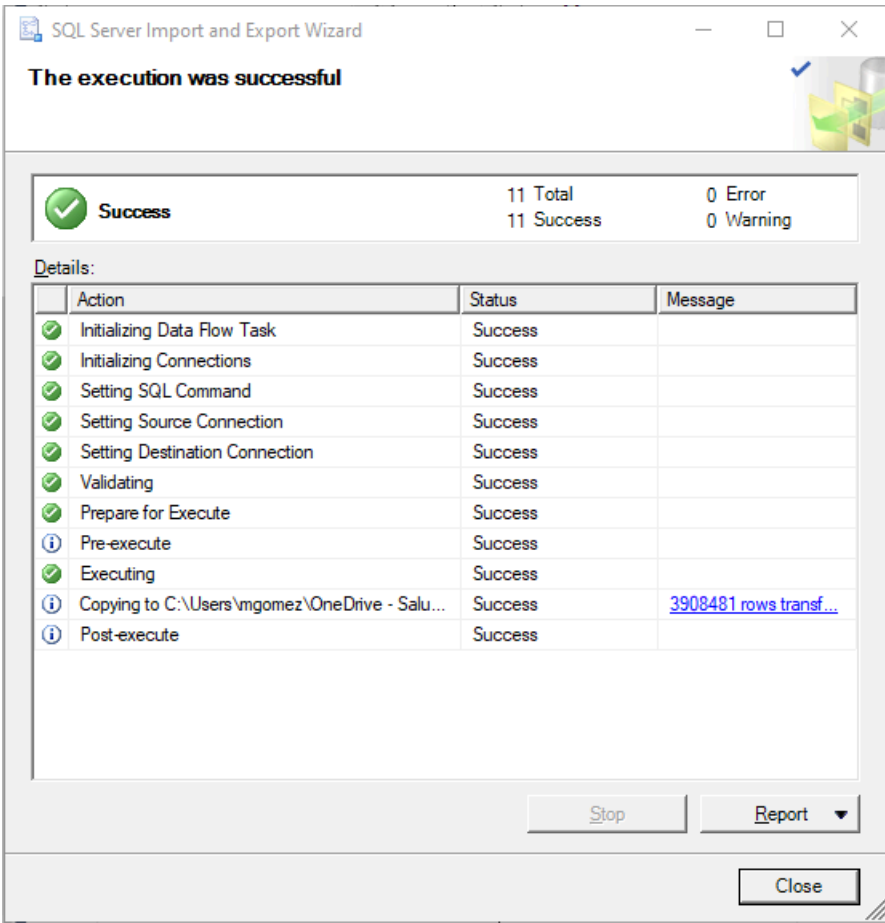 SQL Server Import and Export Wizard
The execution was successful
Success
11 Total
0 Error
11 Success
0 Warning
Details:
Action Status Message
Initializing Data Flow Task Success
Initializing Connections Success
Setting SQL Command Success
Setting Source Connection Success
Setting Destination Connection Success
Validating Success
Prepare for Execute Success
Pre-execute Success
Executing Success
Copying to C:\Users\mgomez\OneDrive - Salu... Success 3908481 rows transf...
Post-execute Success
Stop Report
Close